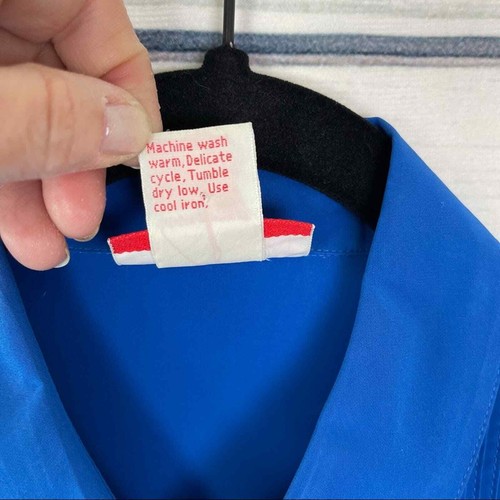 Machine wash
warm, Delicate
cycle, Tumble
dry low, Use
cool iron.